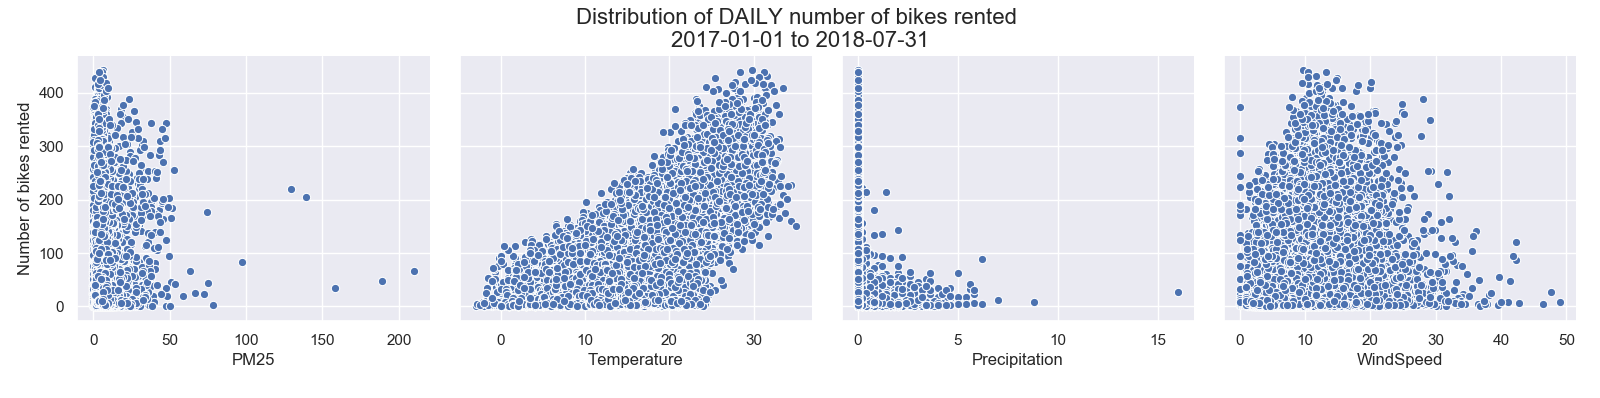 Distribution of DAILY number of bikes rented
2017-01-01 to 2018-07-31
Number of bikes rented
400
300
200
100
0
0 50 100 150 200
PM25
0 10 20 30
Temperature
0 5 10 15
Precipitation
0 10 20 30 40 50
WindSpeed